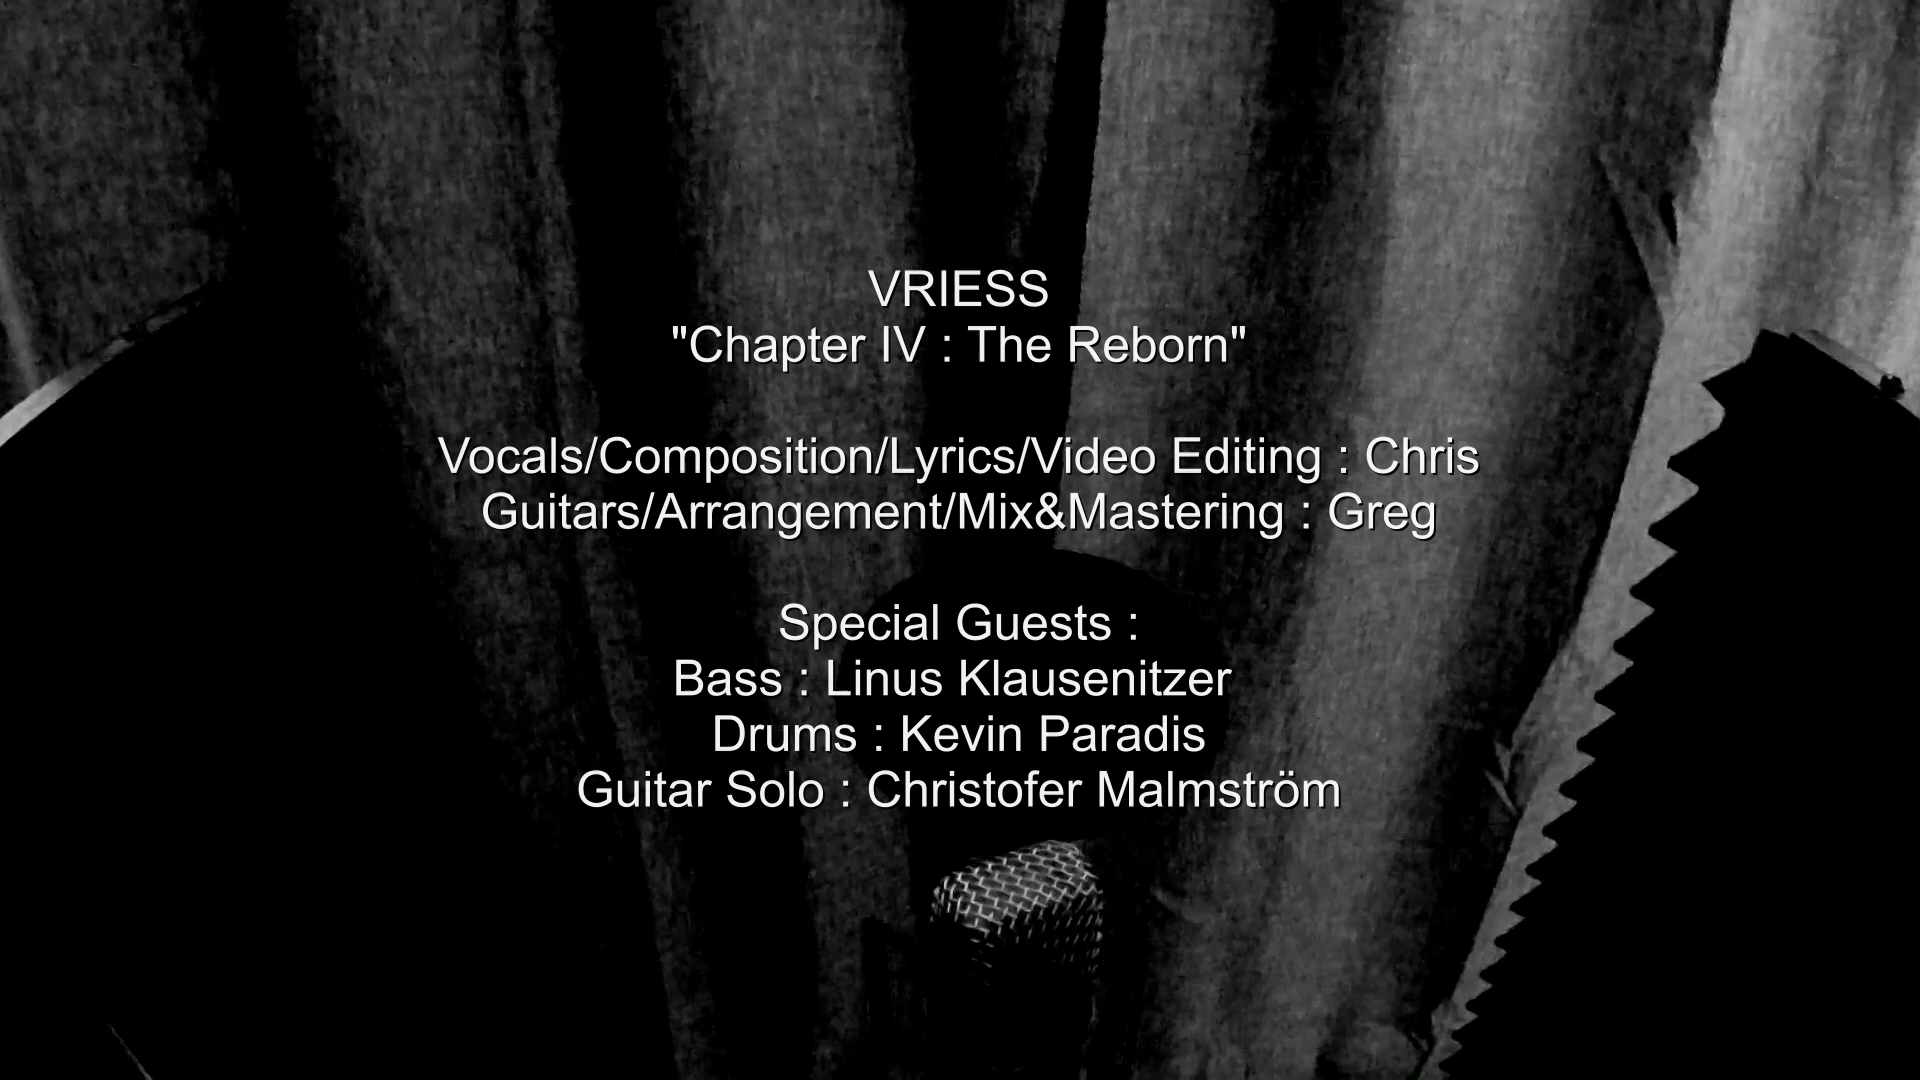 VRIESS
"Chapter IV : The Reborn"
Vocals/Composition/Lyrics/Video Editing : Chris
Guitars/Arrangement/Mix&Mastering : Greg
Special Guests :
Bass : Linus Klausenitzer
Drums : Kevin Paradis
Guitar Solo : Christofer Malmström